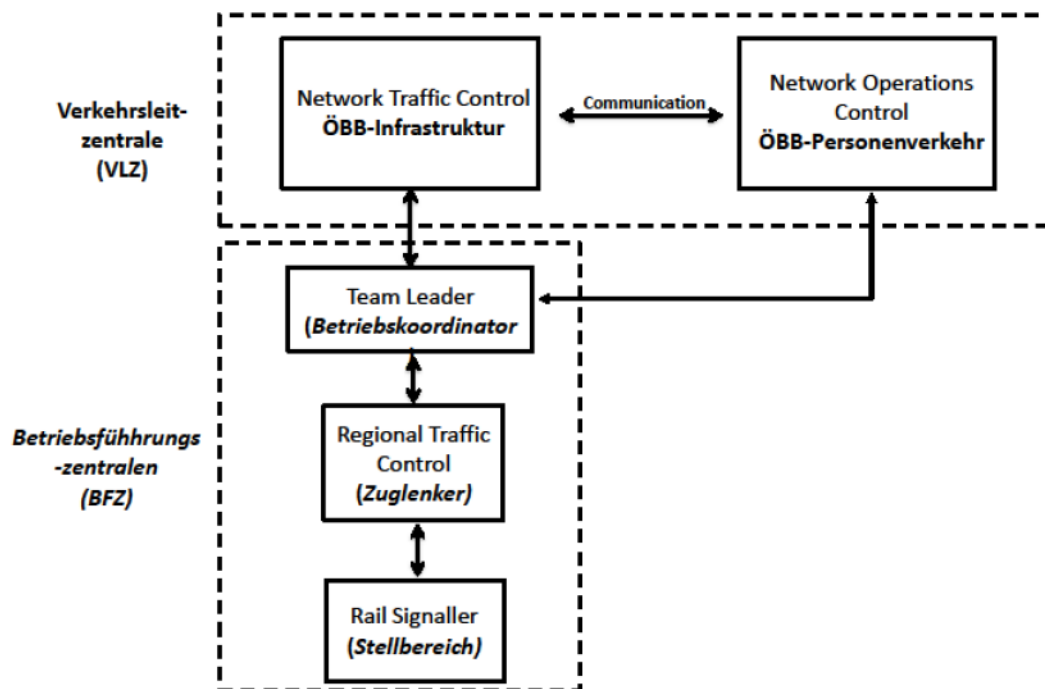 Verkehrsleit-
zentrale
(VLZ)
Network Traffic Control
ÖBB-Infrastruktur
Communication
Network Operations
Control
ÖBB-Personenverkehr
Team Leader
(Betriebskoordinator
Betriebsfühhrungs
-zentralen
(BFZ)
Regional Traffic
Control
(Zuglenker)
Rail Signaller
(Stellbereich)